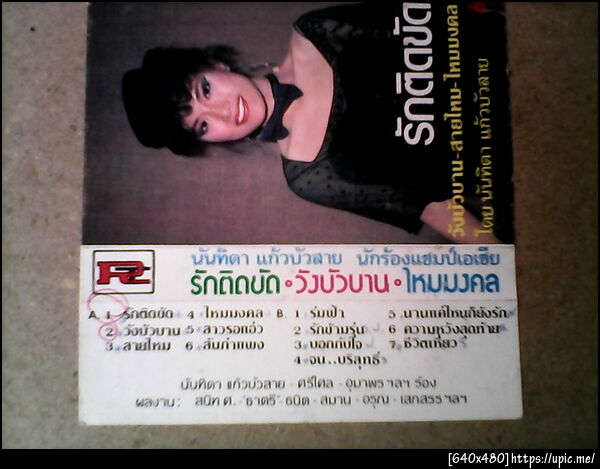 รักติดขัด
วังบัวบาน-สายไหม-ไหมมงคล
โดย นันทิดา แก้วบัวสาย
นันทิดา แก้วบัวสาย นักร้องแชมป์เอเซีย
รักติดขัด • วังบัวบาน • ไหมมงคล
A. 1 รักติดขัด 4 ไหมมงคล B. 1 ร่มฟ้า 5 นานแค่ไหนก็ยังรัก
2 วังบัวบาน 5 สาวรอแอ่ว 2 รักข้ามรุ่น 6 ความหวังสุดท้าย
3 สายไหม 6 สันกำแพง 3 บอกกับใจ 7 ชีวิตเหี่ยว
4 จน..บริสุทธิ์
นันทิดา แก้วบัวสาย - ศรีไศล - อุมาพร ฯลฯ ร้อง
ผลงาน: สนิท ศ. - "ธาตรี" ธนิต - สมาน - อรุณ - เสกสรร ฯลฯ
[640x480]https://upic.me/